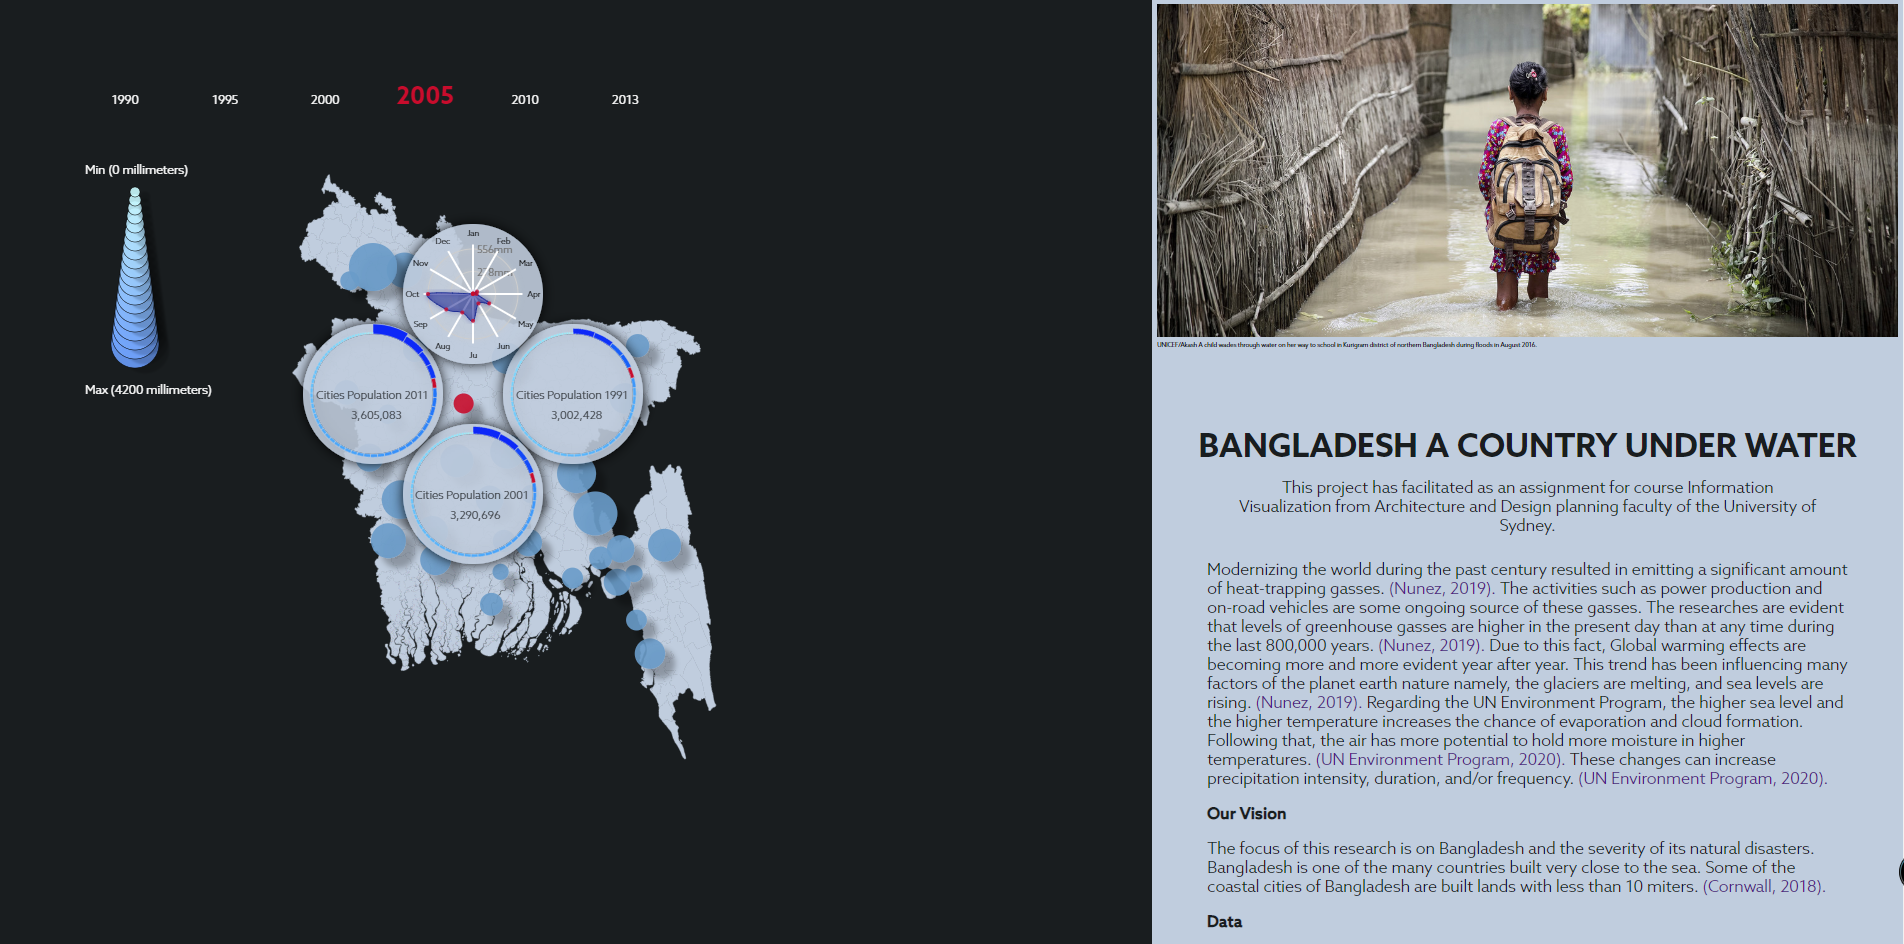 1990
1995
2000
2005
2010
2013
Min (0 millimeters)
Max (4200 millimeters)
Jan
Feb
Mar
Apr
May
Jun
Ju
Aug
Sep
Oct
Nov
Dec
556mm
278mm
Cities Population 2011
3,605,083
Cities Population 1991
3,002,428
Cities Population 2001
3,290,696
UNICEF/Akash A child wades through water on her way to school in Kurigram district of northern Bangladesh during floods in August 2016.
BANGLADESH A COUNTRY UNDER WATER
This project has facilitated as an assignment for course Information
Visualization from Architecture and Design planning faculty of the University of
Sydney.
Modernizing the world during the past century resulted in emitting a significant amount
of heat-trapping gasses. (Nunez, 2019). The activities such as power production and
on-road vehicles are some ongoing source of these gasses. The researches are evident
that levels of greenhouse gasses are higher in the present day than at any time during
the last 800,000 years. (Nunez, 2019). Due to this fact, Global warming effects are
becoming more and more evident year after year. This trend has been influencing many
factors of the planet earth nature namely, the glaciers are melting, and sea levels are
rising. (Nunez, 2019). Regarding the UN Environment Program, the higher sea level and
the higher temperature increases the chance of evaporation and cloud formation.
Following that, the air has more potential to hold more moisture in higher
temperatures. (UN Environment Program, 2020). These changes can increase
precipitation intensity, duration, and/or frequency. (UN Environment Program, 2020).
Our Vision
The focus of this research is on Bangladesh and the severity of its natural disasters.
Bangladesh is one of the many countries built very close to the sea. Some of the
coastal cities of Bangladesh are built lands with less than 10 miters. (Cornwall, 2018).
Data